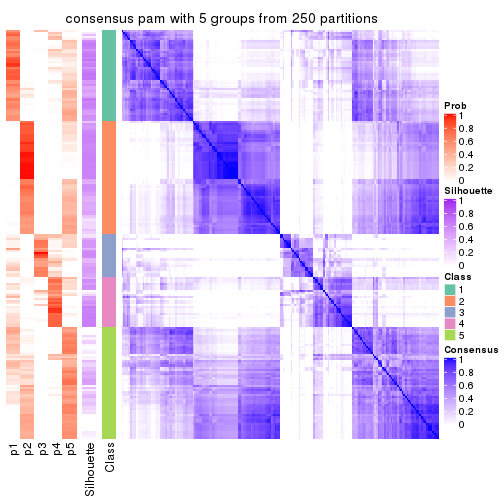 consensus pam with 5 groups from 250 partitions
Prob
1
0.8
0.6
0.4
0.2
0
Silhouette
1
0.8
0.6
0.4
0.2
0
Class
1
2
3
4
5
Consensus
1
0.8
0.6
0.4
0.2
0
p1
p2
p3
p4
p5
Silhouette
Class